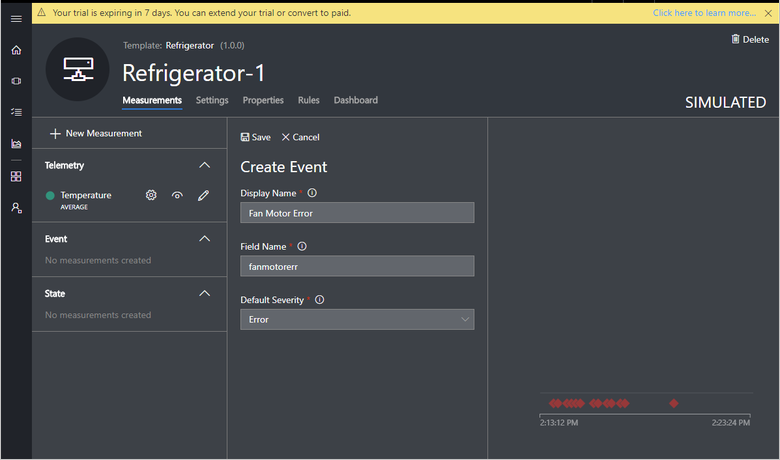 Your trial is expiring in 7 days. You can extend your trial or convert to paid.
Click here to learn more...
Template: Refrigerator (1.0.0)
Delete
Refrigerator-1
Measurements Settings Properties Rules Dashboard
SIMULATED
New Measurement
Telemetry
Temperature
AVERAGE
Event
No measurements created
State
No measurements created
Save Cancel
Create Event
Display Name *
Fan Motor Error
Field Name *
fanmotorerr
Default Severity *
Error
2:13:12 PM 2:23:24 PM